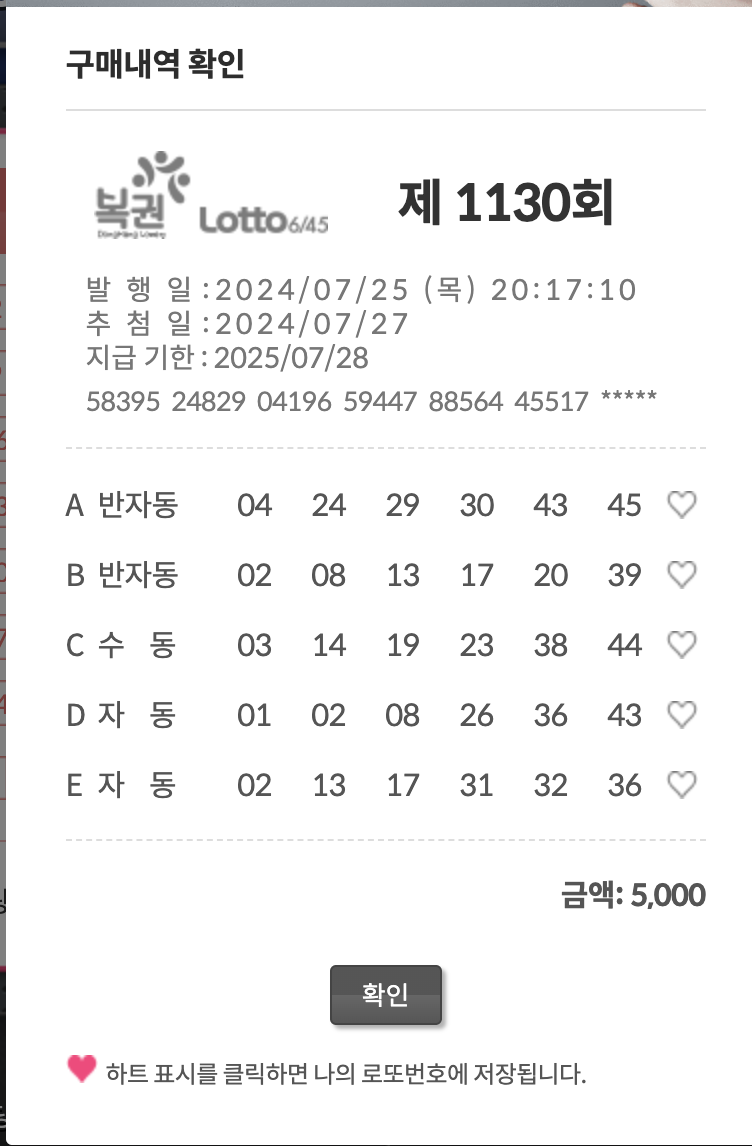 구매내역 확인
복권 Lotto6/45 제 1130회
발 행 일 : 2024/07/25 (목) 20:17:10
추 첨 일 : 2024/07/27
지급 기한 : 2025/07/28
58395 24829 04196 59447 88564 45517 *****
A 반자동 04 24 29 30 43 45
B 반자동 02 08 13 17 20 39
C 수 동 03 14 19 23 38 44
D 자 동 01 02 08 26 36 43
E 자 동 02 13 17 31 32 36
금액: 5,000
확인
하트 표시를 클릭하면 나의 로또번호에 저장됩니다.